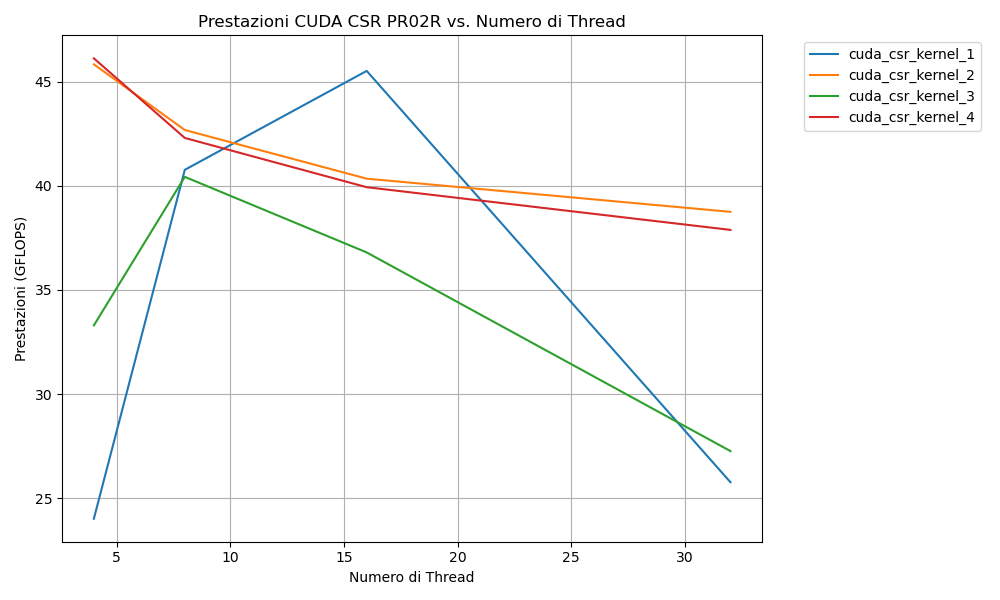 Prestazioni CUDA CSR PR02R vs. Numero di Thread
cuda_csr_kernel_1
cuda_csr_kernel_2
cuda_csr_kernel_3
cuda_csr_kernel_4
Prestazioni (GFLOPS)
45
40
35
30
25
5 10 15 20 25 30
Numero di Thread